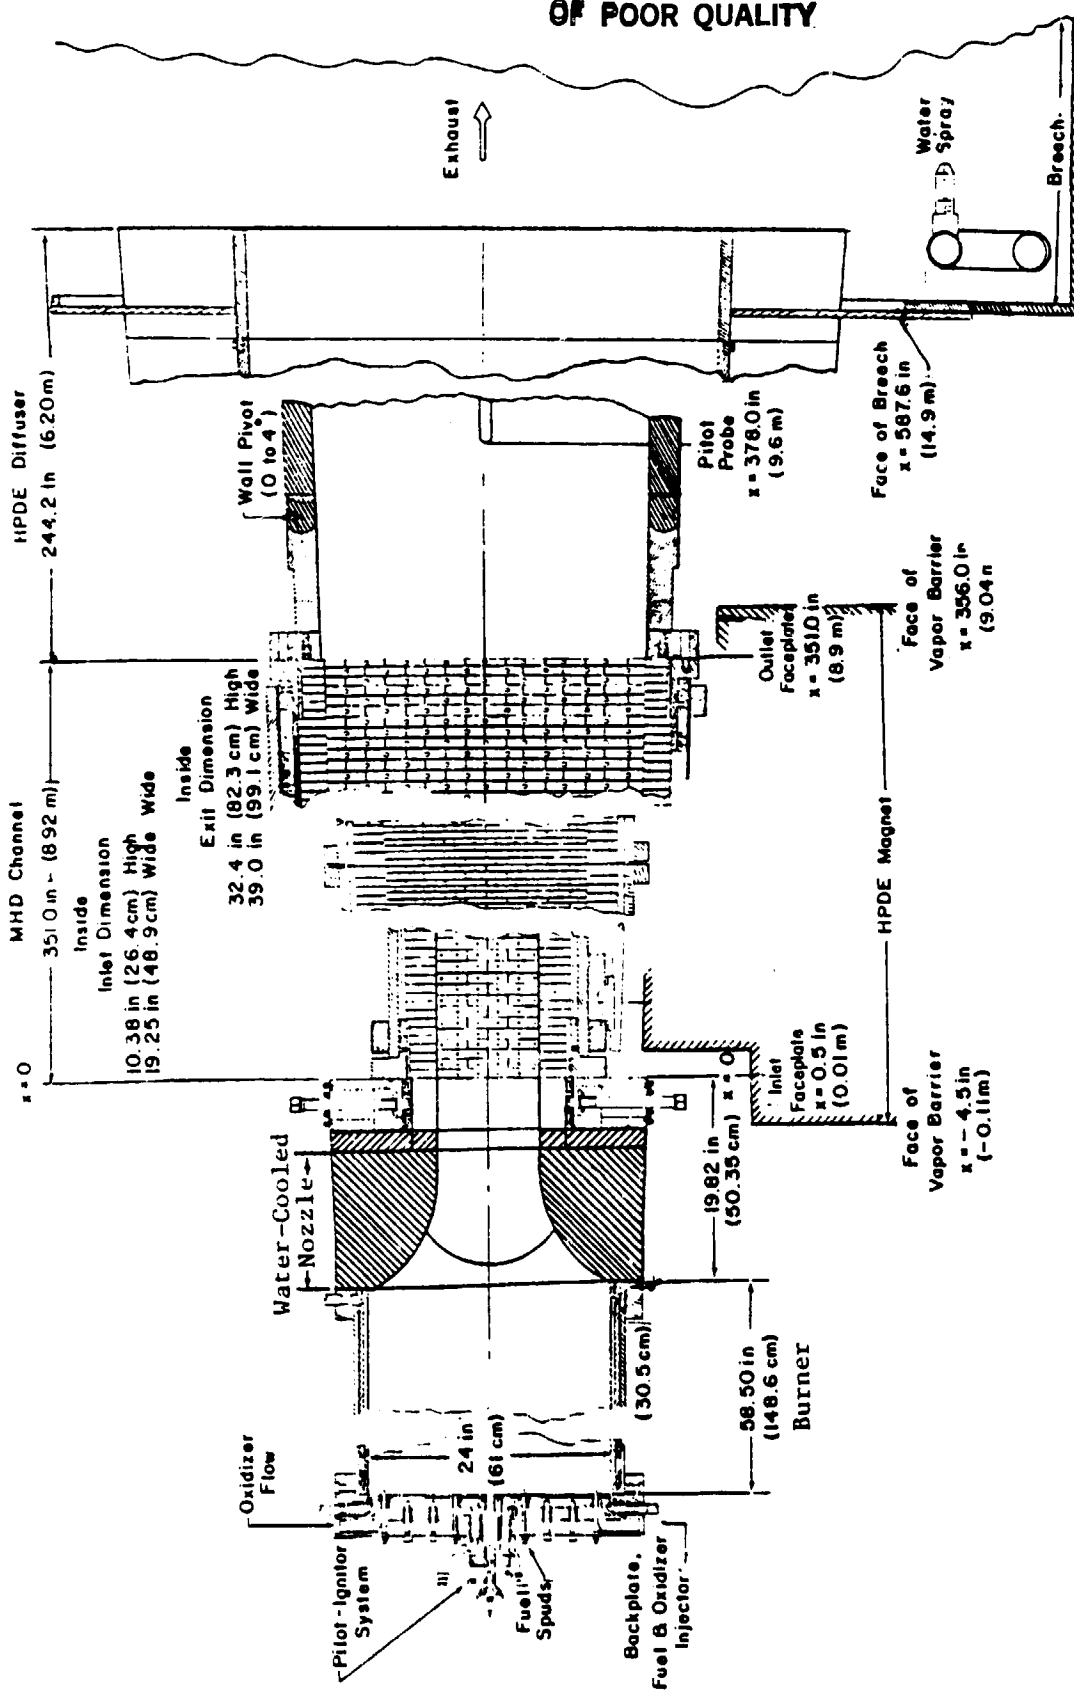 OF POOR QUALITY
MHD Channel
HPDE Diffuser
x = 0
351.0 in - (8.92 m)
244.2 in (6.20 m)
Inside
Inlet Dimension
10.38 in (26.4 cm) High
19.25 in (48.9 cm) Wide Wide
Inside
Exit Dimension
32.4 in (82.3 cm) High
39.0 in (99.1 cm) Wide
Wall Pivot
(0 to 4°)
Exhaust
Water-Cooled
Nozzle
Oxidizer
Flow
Pilot-Ignitor
System
24 in
(61 cm)
(30.5 cm)
Fuel
Spuds
Backplate,
Fuel & Oxidizer
Injector
58.50 in
(148.6 cm)
Burner
19.82 in
(50.35 cm)
x = 0
Inlet
Faceplate
x = 0.5 in
(0.01 m)
Face of
Vapor Barrier
x = -4.5 in
(-0.11 m)
HPDE Magnet
Outlet
Faceplate
x = 351.0 in
(8.9 m)
Face of
Vapor Barrier
x = 356.0 in
(9.04 m
Pitot
Probe
x = 378.0 in
(9.6 m)
Face of Breech
x = 587.6 in
(14.9 m)
Water
Spray
Breech